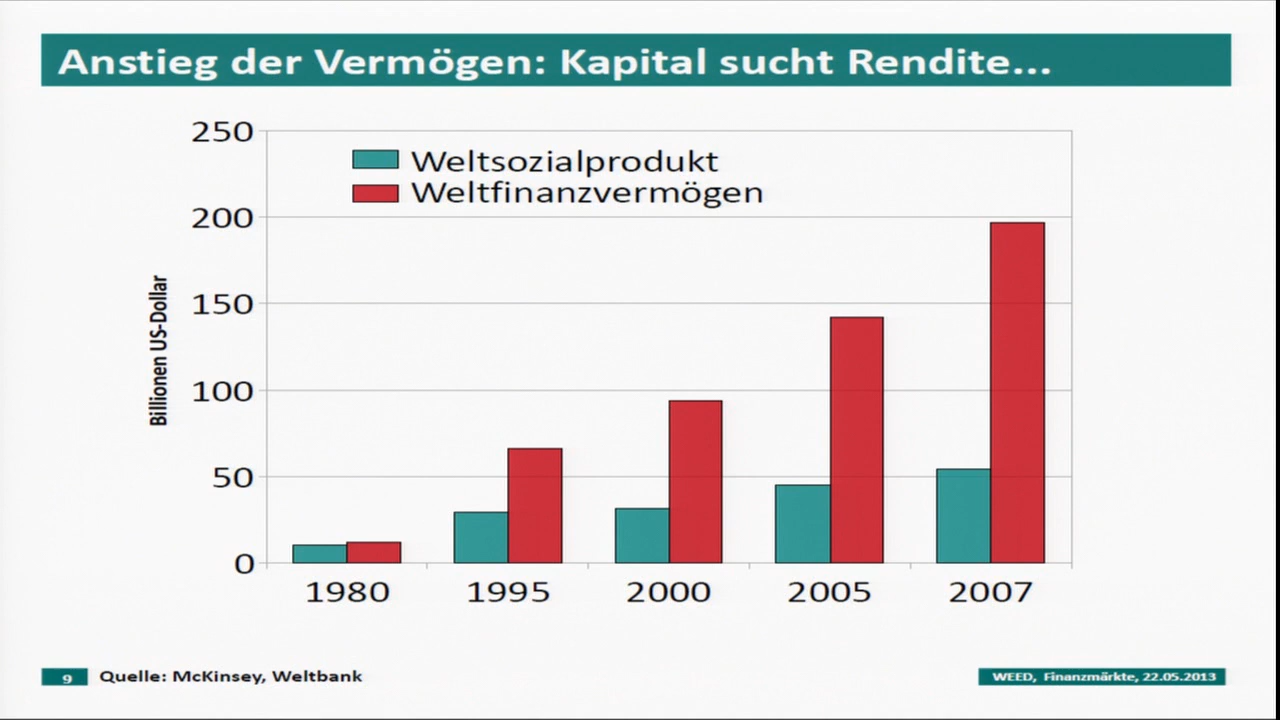 Anstieg der Vermögen: Kapital sucht Rendite...
250
Weltsozialprodukt
Weltfinanzvermögen
200
150
100
50
0
Billionen US-Dollar
1980 1995 2000 2005 2007
9 Quelle: McKinsey, Weltbank
WEED, Finanzmärkte, 22.05.2013